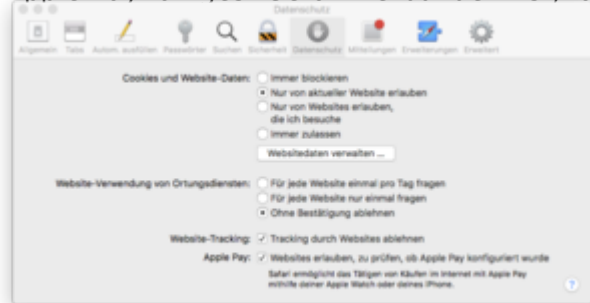 Datenschutz
Allgemein Tabs Autom. ausfüllen Passwörter Suchen Sicherheit Datenschutz Mitteilungen Erweiterungen Erweitert
Cookies und Website-Daten: Immer blockieren
Nur von aktueller Website erlauben
Nur von Websites erlauben,
die ich besuche
Immer zulassen
Websitedaten verwalten ...
Website-Verwendung von Ortungsdiensten: Für jede Website einmal pro Tag fragen
Für jede Website nur einmal fragen
Ohne Bestätigung ablehnen
Website-Tracking: Tracking durch Websites ablehnen
Apple Pay: Websites erlauben, zu prüfen, ob Apple Pay konfiguriert wurde
Safari ermöglicht das Tätigen von Käufen im Internet mit Apple Pay
mithilfe deiner Apple Watch oder deines iPhone.
?